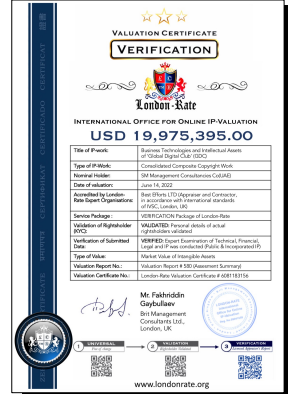 VALUATION CERTIFICATE
VERIFICATION
London-Rate
INTERNATIONAL OFFICE FOR ONLINE IP-VALUATION
USD 19,975,395.00
Title of IP-work: Business Technologies and Intellectual Assets of 'Global Digital Club' (GDC)
Type of IP-Work: Consolidated Composite Copyright Work
Nominal Holder: SM Management Consultancies Co(UAE)
Date of valuation: June 14, 2022
Accredited by London-Rate Expert Organisations: Best Efforts LTD (Appraiser and Contractor, in accordance with international standards of IVSC, London, UK)
Service Package : VERIFICATION Package of London-Rate
Validation of Rightsholder (KYC): VALIDATED: Personal details of actual rightsholders validated
Verification of Submitted Data: VERIFIED: Expert Examination of Technical, Financial, Legal and IP was conducted (Public & Incorporated IP)
Type of Value: Market Value of Intangible Assets
Valuation Report No.: Valuation Report # 580 (Assessment Summary)
Valuation Certificate No.: London-Rate Valuation Certificate # 6081183156
Mr. Fakhriddin
Gaybullaev
Brit Management
Consultants Ltd.,
London, UK
1 UNIVERSAL
2 VALIDATION
3 VERIFICATION
www.londonrate.org